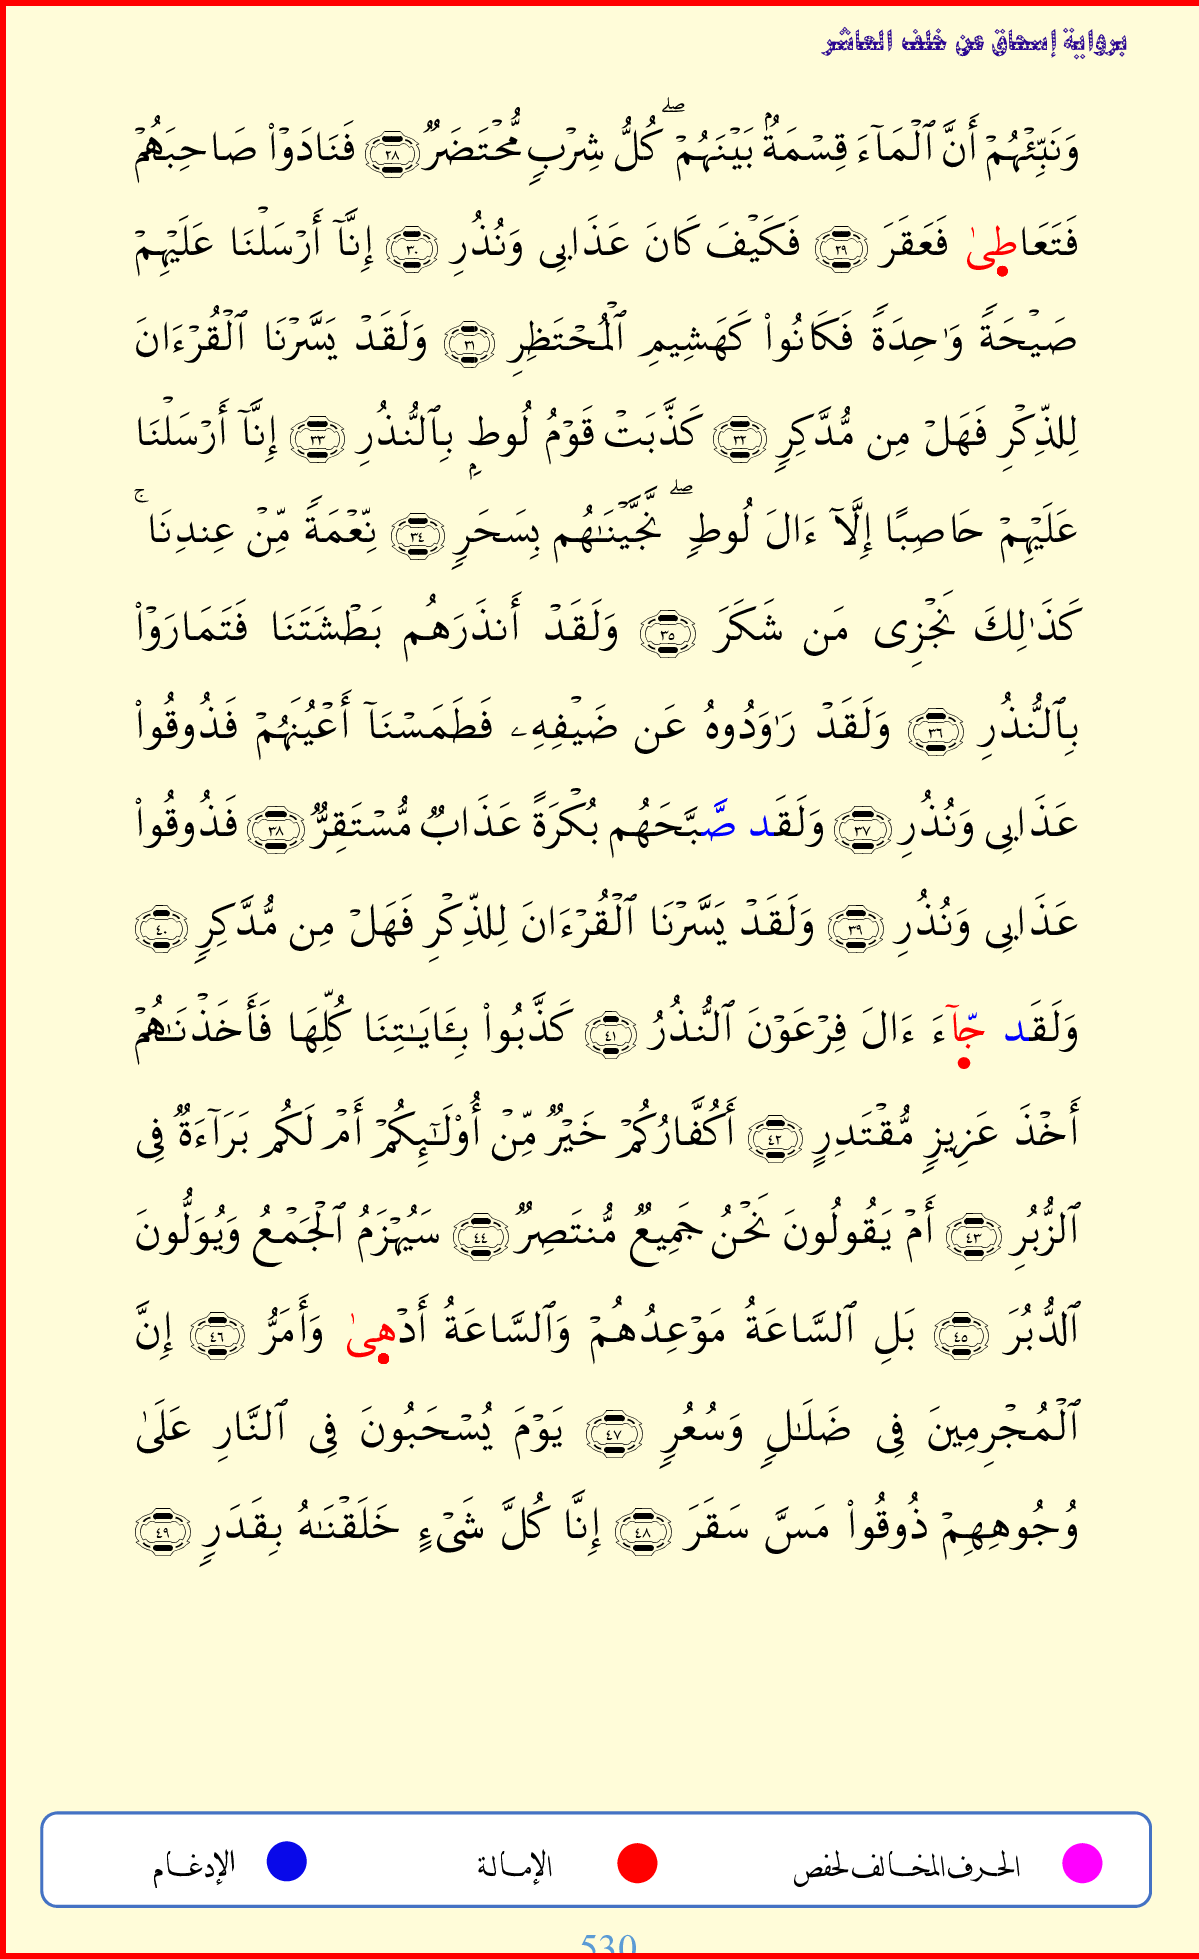 برواية إسحاق عن خلف العاشر
وَنَبِّئۡهُمۡ أَنَّ ٱلۡمَآءَ قِسۡمَةُۢ بَيۡنَهُمۡۖ كُلُّ شِرۡبٖ مُّحۡتَضَرٞ ٢٨ فَنَادَوۡاْ صَاحِبَهُمۡ
فَتَعَاطِىٰ فَعَقَرَ ٢٩ فَكَيۡفَ كَانَ عَذَابِي وَنُذُرِ ٣٠ إِنَّآ أَرۡسَلۡنَا عَلَيۡهِمۡ
صَيۡحَةٗ وَٰحِدَةٗ فَكَانُواْ كَهَشِيمِ ٱلۡمُحۡتَظِرِ ٣١ وَلَقَدۡ يَسَّرۡنَا ٱلۡقُرۡءَانَ
لِلذِّكۡرِ فَهَلۡ مِن مُّدَّكِرٖ ٣٢ كَذَّبَتۡ قَوۡمُ لُوطِۭ بِٱلنُّذُرِ ٣٣ إِنَّآ أَرۡسَلۡنَا
عَلَيۡهِمۡ حَاصِبًا إِلَّآ ءَالَ لُوطٖۖ نَّجَّيۡنَٰهُم بِسَحَرٖ ٣٤ نِّعۡمَةٗ مِّنۡ عِندِنَاۚ
كَذَٰلِكَ نَجۡزِي مَن شَكَرَ ٣٥ وَلَقَدۡ أَنذَرَهُم بَطۡشَتَنَا فَتَمَارَوۡاْ
بِٱلنُّذُرِ ٣٦ وَلَقَدۡ رَٰوَدُوهُ عَن ضَيۡفِهِۦ فَطَمَسۡنَآ أَعۡيُنَهُمۡ فَذُوقُواْ
عَذَابِي وَنُذُرِ ٣٧ وَلَقَد صَّبَّحَهُم بُكۡرَةً عَذَابٞ مُّسۡتَقِرّٞ ٣٨ فَذُوقُواْ
عَذَابِي وَنُذُرِ ٣٩ وَلَقَدۡ يَسَّرۡنَا ٱلۡقُرۡءَانَ لِلذِّكۡرِ فَهَلۡ مِن مُّدَّكِرٖ ٤٠
وَلَقَد جِّآءَ ءَالَ فِرۡعَوۡنَ ٱلنُّذُرُ ٤١ كَذَّبُواْ بِـَٔايَٰتِنَا كُلِّهَا فَأَخَذۡنَٰهُمۡ
أَخۡذَ عَزِيزٖ مُّقۡتَدِرٍ ٤٢ أَكُفَّارُكُمۡ خَيۡرٞ مِّنۡ أُوْلَٰٓئِكُمۡ أَمۡ لَكُم بَرَآءَةٞ فِي
ٱلزُّبُرِ ٤٣ أَمۡ يَقُولُونَ نَحۡنُ جَمِيعٞ مُّنتَصِرٞ ٤٤ سَيُهۡزَمُ ٱلۡجَمۡعُ وَيُوَلُّونَ
ٱلدُّبُرَ ٤٥ بَلِ ٱلسَّاعَةُ مَوۡعِدُهُمۡ وَٱلسَّاعَةُ أَدۡهِىٰ وَأَمَرُّ ٤٦ إِنَّ
ٱلۡمُجۡرِمِينَ فِي ضَلَٰلٖ وَسُعُرٖ ٤٧ يَوۡمَ يُسۡحَبُونَ فِي ٱلنَّارِ عَلَىٰ
وُجُوهِهِمۡ ذُوقُواْ مَسَّ سَقَرَ ٤٨ إِنَّا كُلَّ شَيۡءٍ خَلَقۡنَٰهُ بِقَدَرٖ ٤٩
الحرف المخالف لحفص الإمالة الإدغام
530